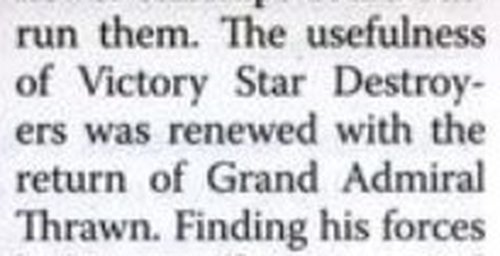 run them. The usefulness
of Victory Star Destroy-
ers was renewed with the
return of Grand Admiral
Thrawn. Finding his forces